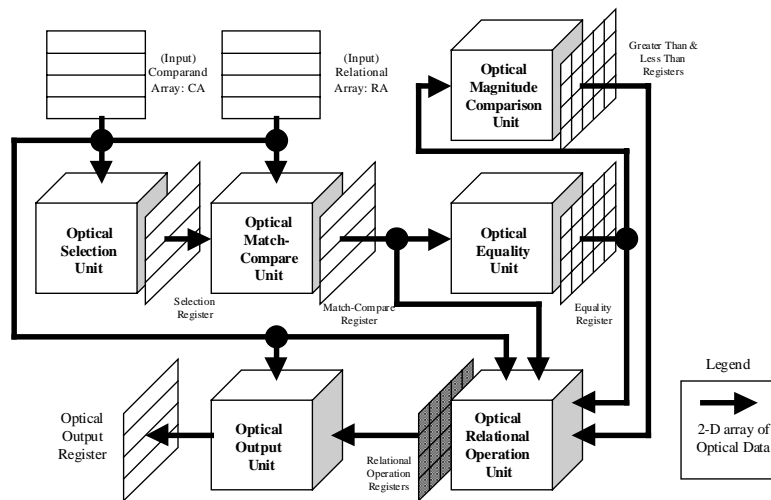 (Input)
Comparand
Array: CA
(Input)
Relational
Array: RA
Optical
Magnitude
Comparison
Unit
Greater Than &
Less Than
Registers
Optical
Selection
Unit
Selection
Register
Optical
Match-
Compare
Unit
Match-Compare
Register
Optical
Equality
Unit
Equality
Register
Optical
Output
Register
Optical
Output
Unit
Relational
Operation
Registers
Optical
Relational
Operation
Unit
Legend
2-D array of
Optical Data